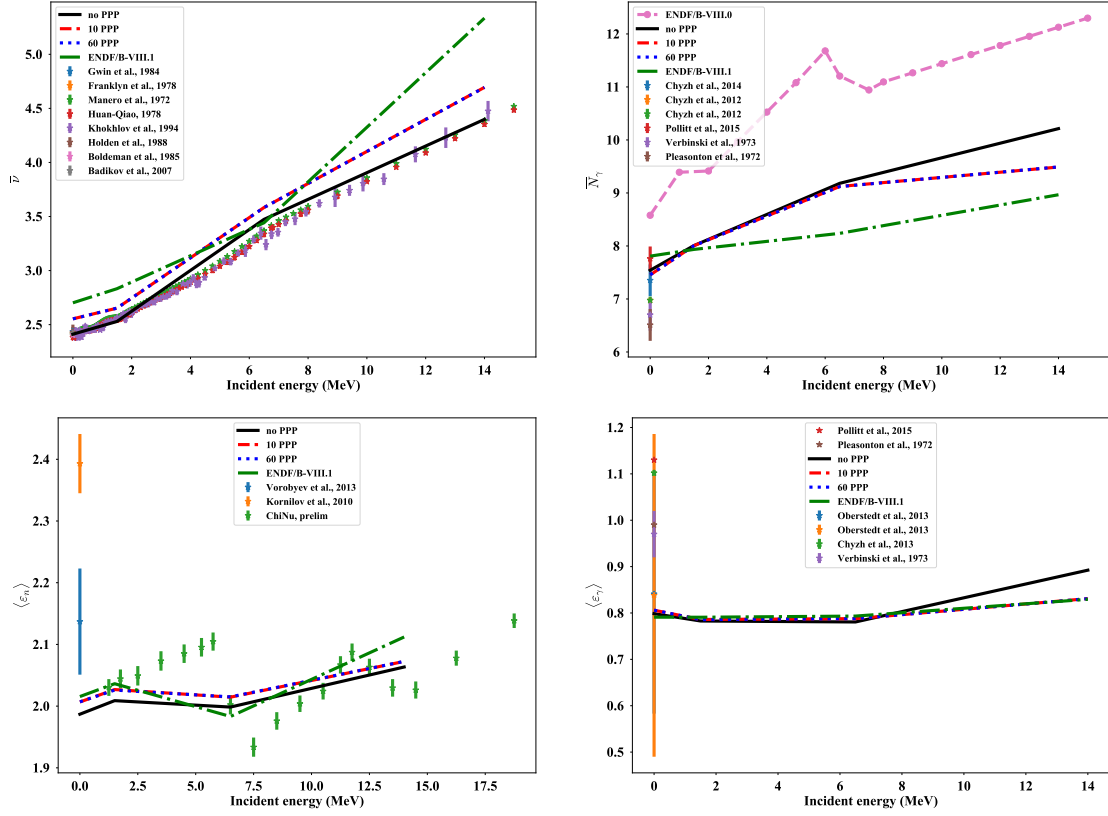 no PPP
10 PPP
60 PPP
ENDF/B-VIII.1
Gwin et al., 1984
Franklyn et al., 1978
Manero et al., 1972
Huan-Qiao, 1978
Khokhlov et al., 1994
Holden et al., 1988
Boldeman et al., 1985
Badikov et al., 2007
5.0
4.5
4.0
3.5
3.0
2.5
ν̅
0 2 4 6 8 10 12 14
Incident energy (MeV)
ENDF/B-VIII.0
no PPP
10 PPP
60 PPP
ENDF/B-VIII.1
Chyzh et al., 2014
Chyzh et al., 2012
Chyzh et al., 2012
Pollitt et al., 2015
Verbinski et al., 1973
Pleasonton et al., 1972
12
11
10
9
8
7
6
N̅γ
0 2 4 6 8 10 12 14
Incident energy (MeV)
no PPP
10 PPP
60 PPP
ENDF/B-VIII.1
Vorobyev et al., 2013
Kornilov et al., 2010
ChiNu, prelim
2.4
2.3
2.2
2.1
2.0
1.9
⟨εn⟩
0.0 2.5 5.0 7.5 10.0 12.5 15.0 17.5
Incident energy (MeV)
Pollitt et al., 2015
Pleasonton et al., 1972
no PPP
10 PPP
60 PPP
ENDF/B-VIII.1
Oberstedt et al., 2013
Oberstedt et al., 2013
Chyzh et al., 2013
Verbinski et al., 1973
1.2
1.1
1.0
0.9
0.8
0.7
0.6
0.5
⟨εγ⟩
0 2 4 6 8 10 12 14
Incident energy (MeV)